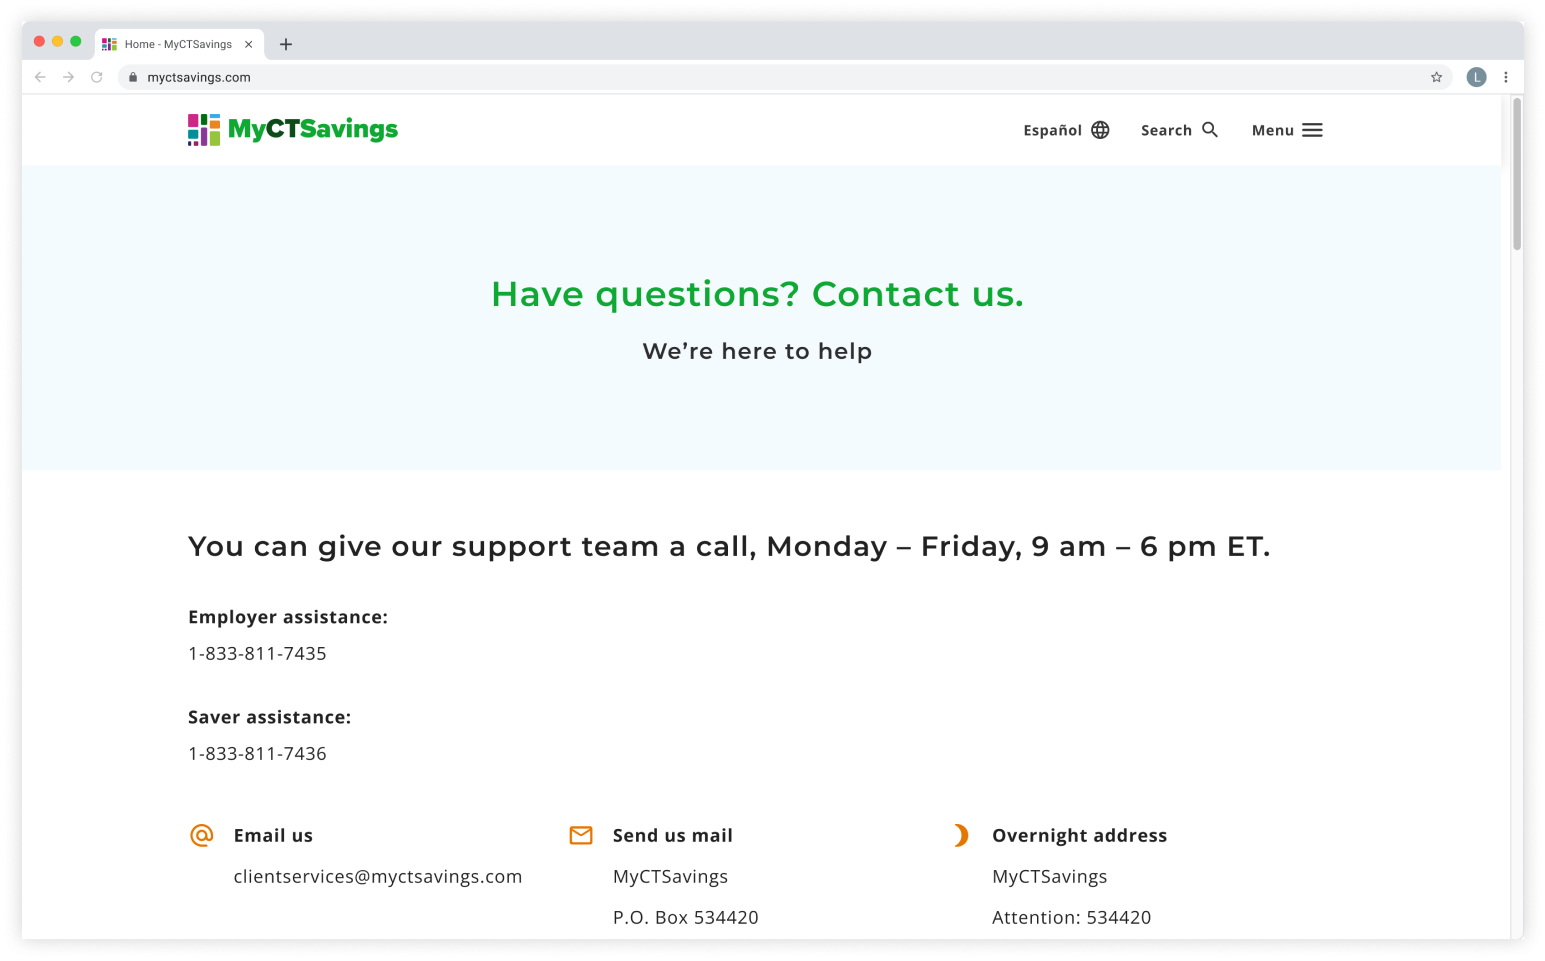 Home - MyCTSavings
myctsavings.com
L
MyCTSavings
Español
Search
Menu
Have questions? Contact us.
We’re here to help
You can give our support team a call, Monday – Friday, 9 am – 6 pm ET.
Employer assistance:
1-833-811-7435
Saver assistance:
1-833-811-7436
Email us
clientservices@myctsavings.com
Send us mail
MyCTSavings
P.O. Box 534420
Overnight address
MyCTSavings
Attention: 534420